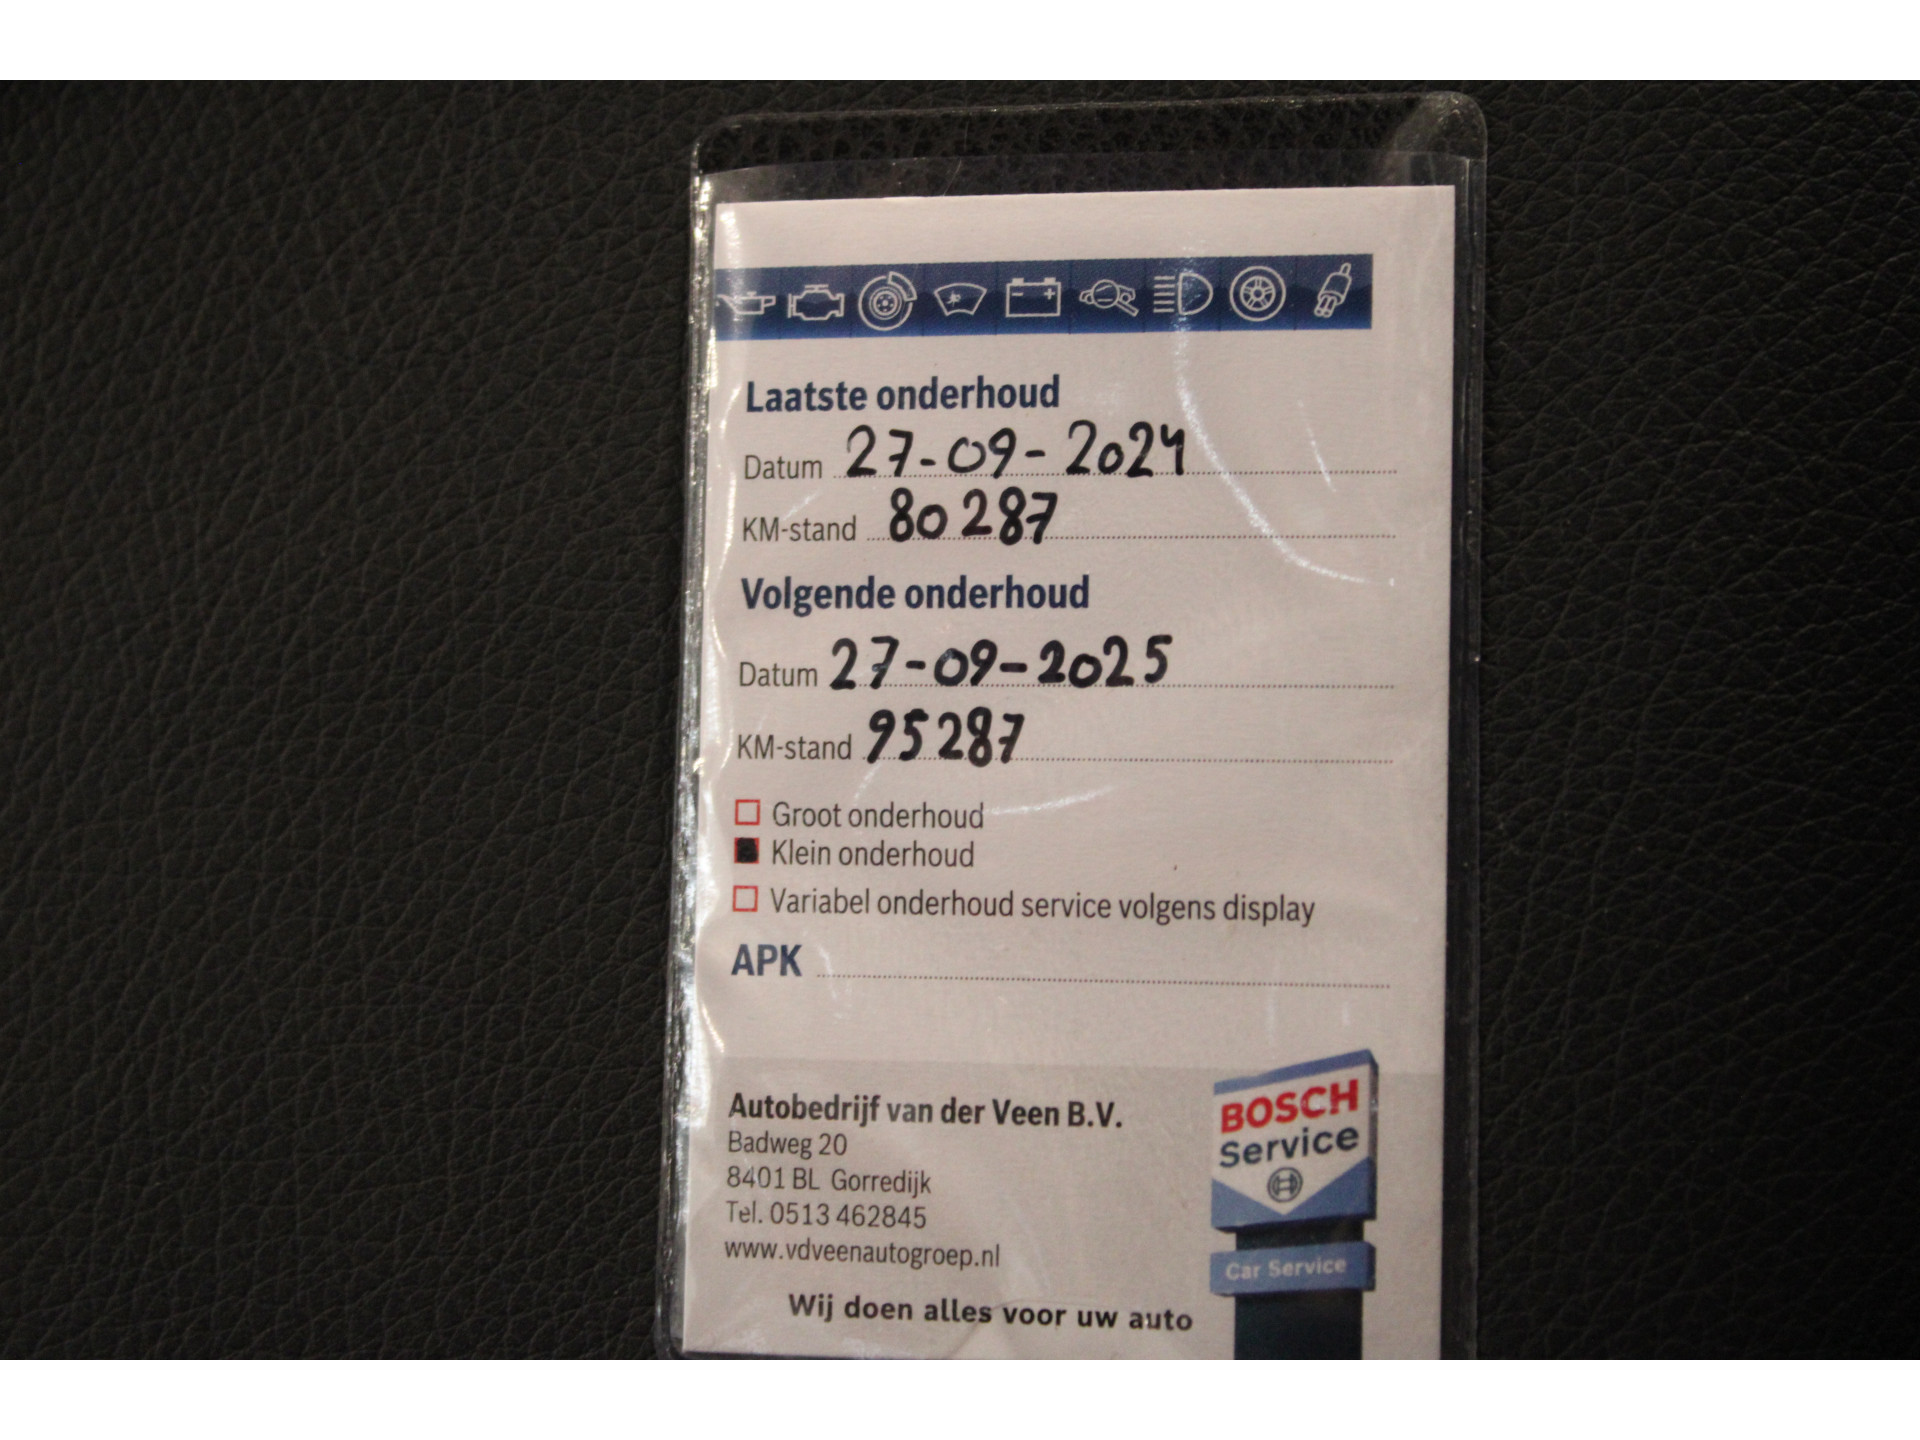 Laatste onderhoud
Datum 27-09-2024
KM-stand 80287
Volgende onderhoud
Datum 27-09-2025
KM-stand 95287
Groot onderhoud
Klein onderhoud
Variabel onderhoud service volgens display
APK
Autobedrijf van der Veen B.V.
Badweg 20
8401 BL Gorredijk
Tel. 0513 462845
www.vdveenautogroep.nl
Wij doen alles voor uw auto
BOSCH
Service
Car Service